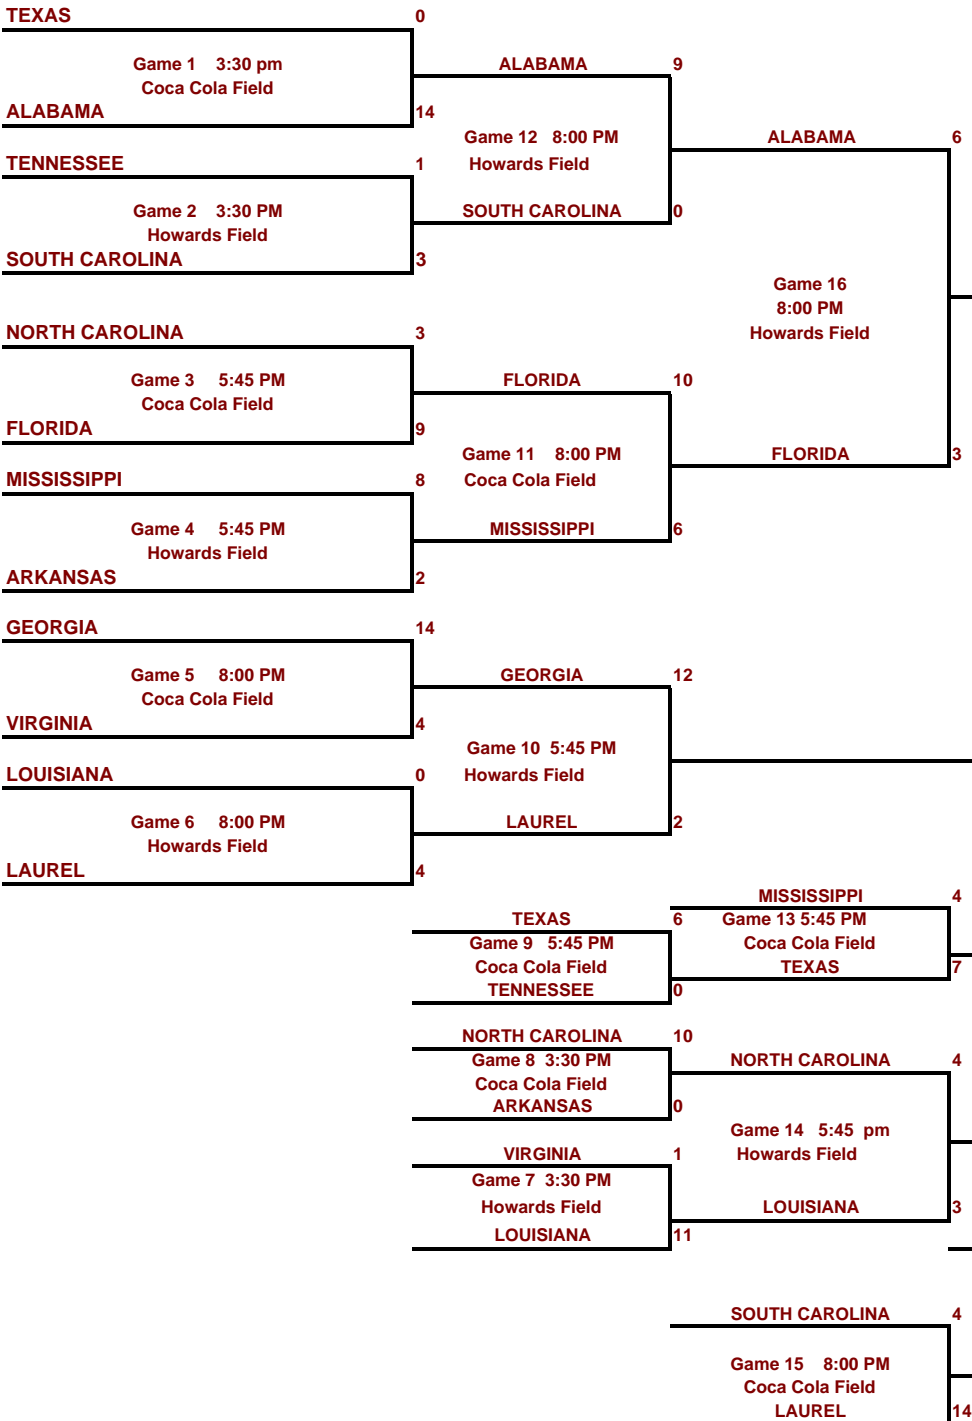 TEXAS 0
Game 1 3:30 pm
Coca Cola Field
ALABAMA 14
TENNESSEE 1
Game 2 3:30 PM
Howards Field
SOUTH CAROLINA 3
NORTH CAROLINA 3
Game 3 5:45 PM
Coca Cola Field
FLORIDA 9
MISSISSIPPI 8
Game 4 5:45 PM
Howards Field
ARKANSAS 2
GEORGIA 14
Game 5 8:00 PM
Coca Cola Field
VIRGINIA 4
LOUISIANA 0
Game 6 8:00 PM
Howards Field
LAUREL 4
ALABAMA 9
Game 12 8:00 PM
Howards Field
SOUTH CAROLINA 0
FLORIDA 10
Game 11 8:00 PM
Coca Cola Field
MISSISSIPPI 6
GEORGIA 12
Game 10 5:45 PM
Howards Field
LAUREL 2
TEXAS 6
Game 9 5:45 PM
Coca Cola Field
TENNESSEE 0
NORTH CAROLINA 10
Game 8 3:30 PM
Coca Cola Field
ARKANSAS 0
VIRGINIA 1
Game 7 3:30 PM
Howards Field
LOUISIANA 11
ALABAMA 6
Game 16
8:00 PM
Howards Field
FLORIDA 3
MISSISSIPPI 4
Game 13 5:45 PM
Coca Cola Field
TEXAS 7
NORTH CAROLINA 4
Game 14 5:45 pm
Howards Field
LOUISIANA 3
SOUTH CAROLINA 4
Game 15 8:00 PM
Coca Cola Field
LAUREL 14